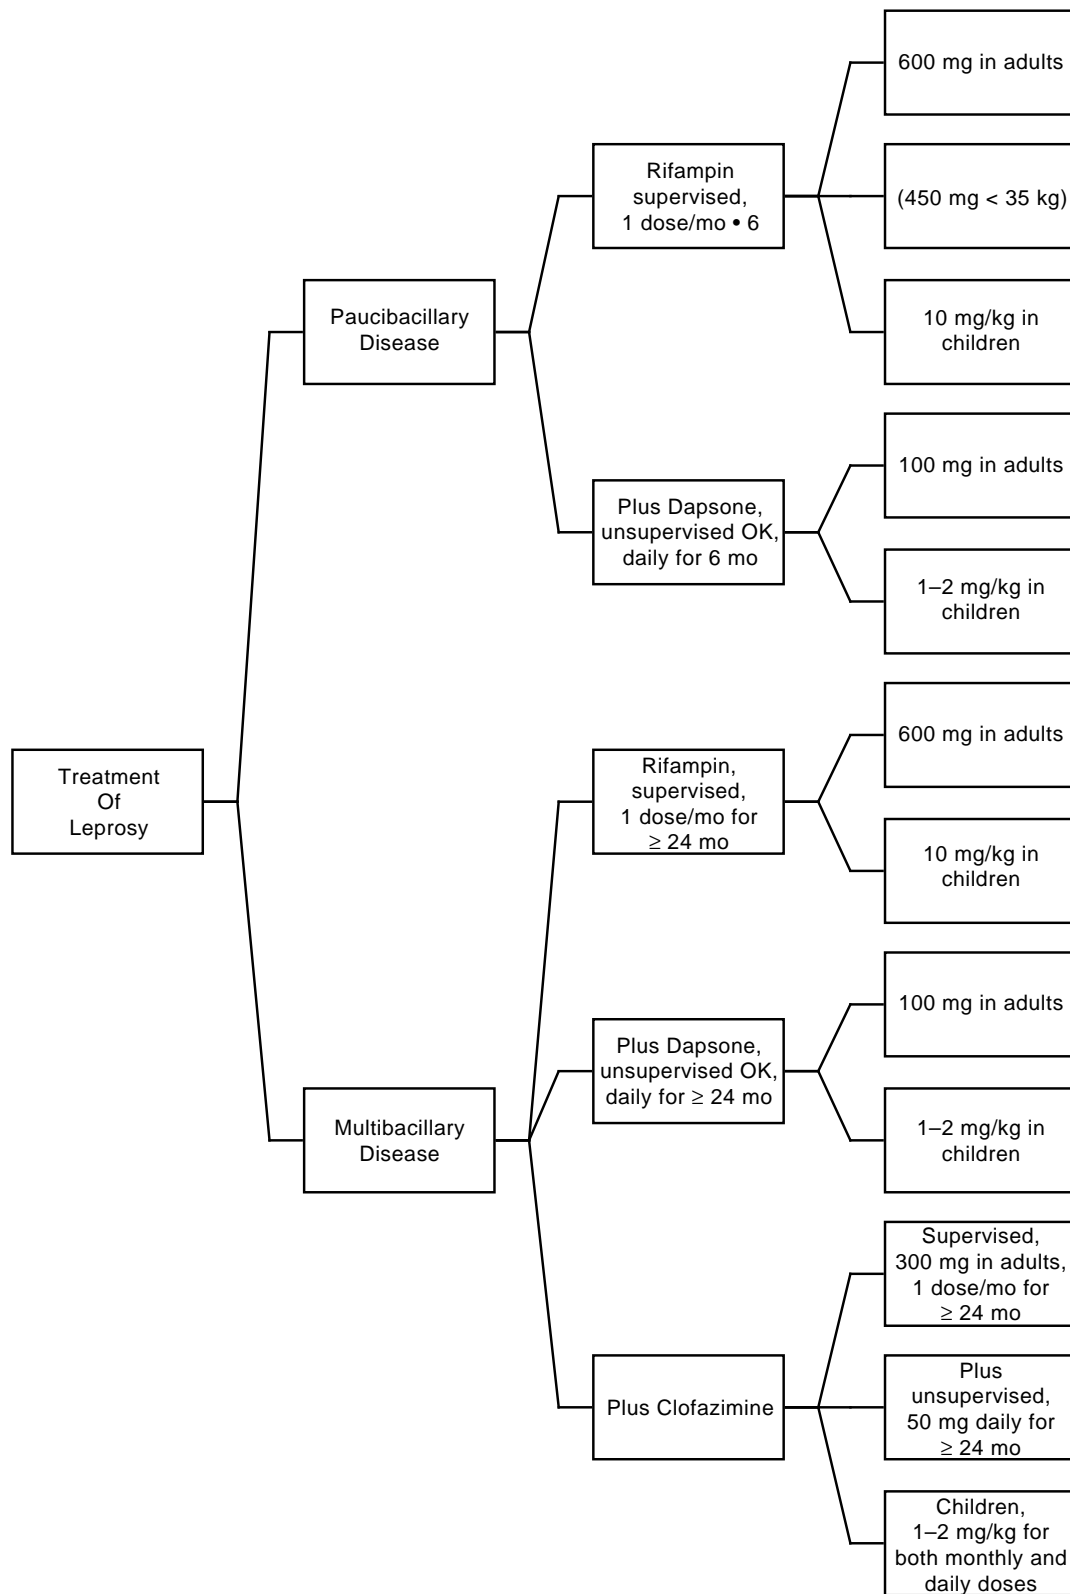 Treatment
Of
Leprosy
Paucibacillary
Disease
Rifampin
supervised,
1 dose/mo • 6
600 mg in adults
(450 mg < 35 kg)
10 mg/kg in
children
Plus Dapsone,
unsupervised OK,
daily for 6 mo
100 mg in adults
1–2 mg/kg in
children
Multibacillary
Disease
Rifampin,
supervised,
1 dose/mo for
≥ 24 mo
600 mg in adults
10 mg/kg in
children
Plus Dapsone,
unsupervised OK,
daily for ≥ 24 mo
100 mg in adults
1–2 mg/kg in
children
Plus Clofazimine
Supervised,
300 mg in adults,
1 dose/mo for
≥ 24 mo
Plus
unsupervised,
50 mg daily for
≥ 24 mo
Children,
1–2 mg/kg for
both monthly and
daily doses